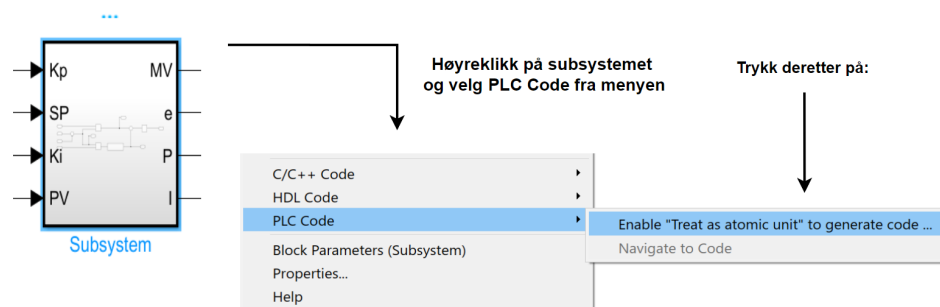 ...
Kp
MV
SP
e
Ki
P
PV
I
Subsystem
Høyreklikk på subsystemet
og velg PLC Code fra menyen
Trykk deretter på:
C/C++ Code
HDL Code
PLC Code
Block Parameters (Subsystem)
Properties...
Help
Enable "Treat as atomic unit" to generate code ...
Navigate to Code